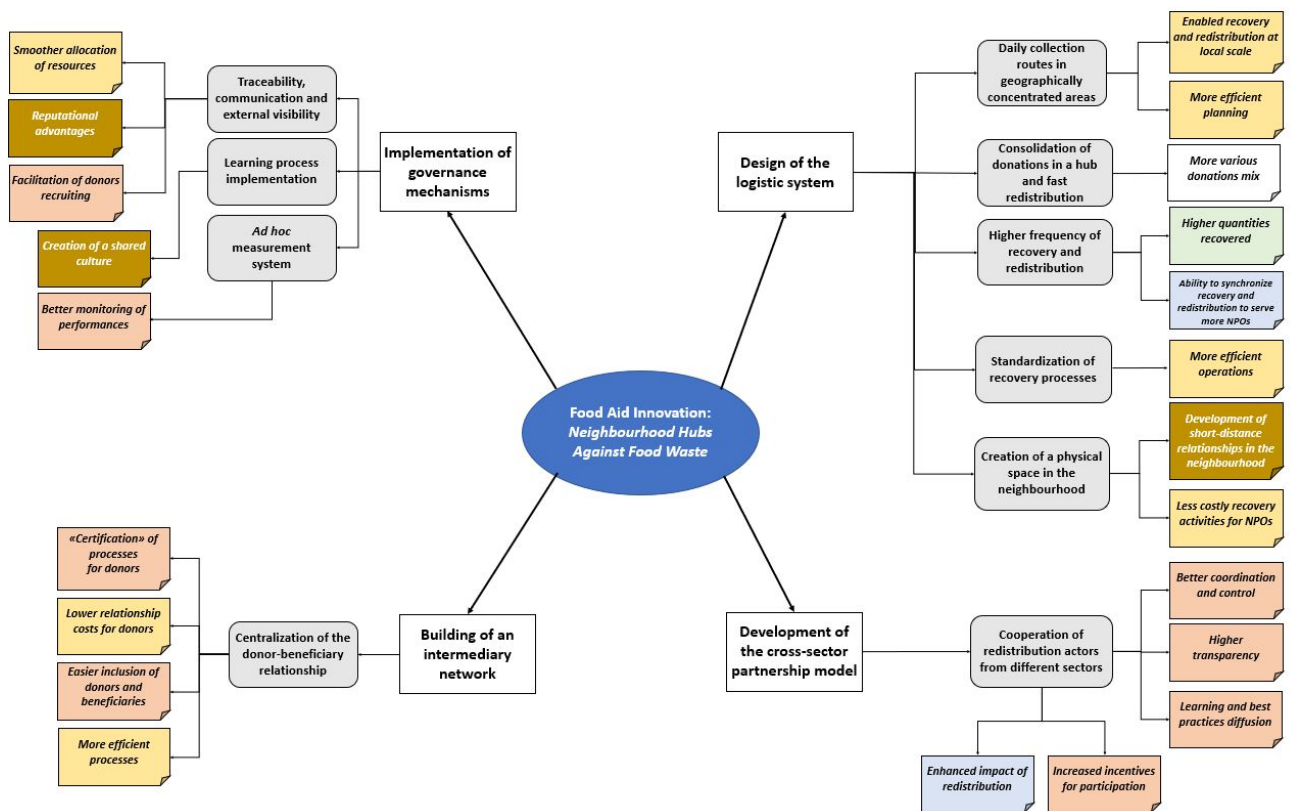 Smoother allocation
of resources
Reputational
advantages
Facilitation of donors
recruiting
Creation of a shared
culture
Better monitoring of
performances
Traceability,
communication and
external visibility
Learning process
implementation
Ad hoc
measurement
system
Implementation of
governance
mechanisms
Design of the
logistic system
Daily collection
routes in
geographically
concentrated areas
Consolidation of
donations in a hub
and fast
redistribution
Higher frequency of
recovery and
redistribution
Standardization of
recovery processes
Creation of a physical
space in the
neighbourhood
Enabled recovery
and redistribution at
local scale
More efficient
planning
More various
donations mix
Higher quantities
recovered
Ability to synchronize
recovery and
redistribution to serve
more NPOs
More efficient
operations
Development of
short-distance
relationships in the
neighbourhood
Less costly recovery
activities for NPOs
Food Aid Innovation:
Neighbourhood Hubs
Against Food Waste
«Certification» of
processes
for donors
Lower relationship
costs for donors
Easier inclusion of
donors and
beneficiaries
More efficient
processes
Centralization of the
donor-beneficiary
relationship
Building of an
intermediary
network
Development of
the cross-sector
partnership model
Cooperation of
redistribution actors
from different sectors
Better coordination
and control
Higher
transparency
Learning and best
practices diffusion
Enhanced impact of
redistribution
Increased incentives
for participation